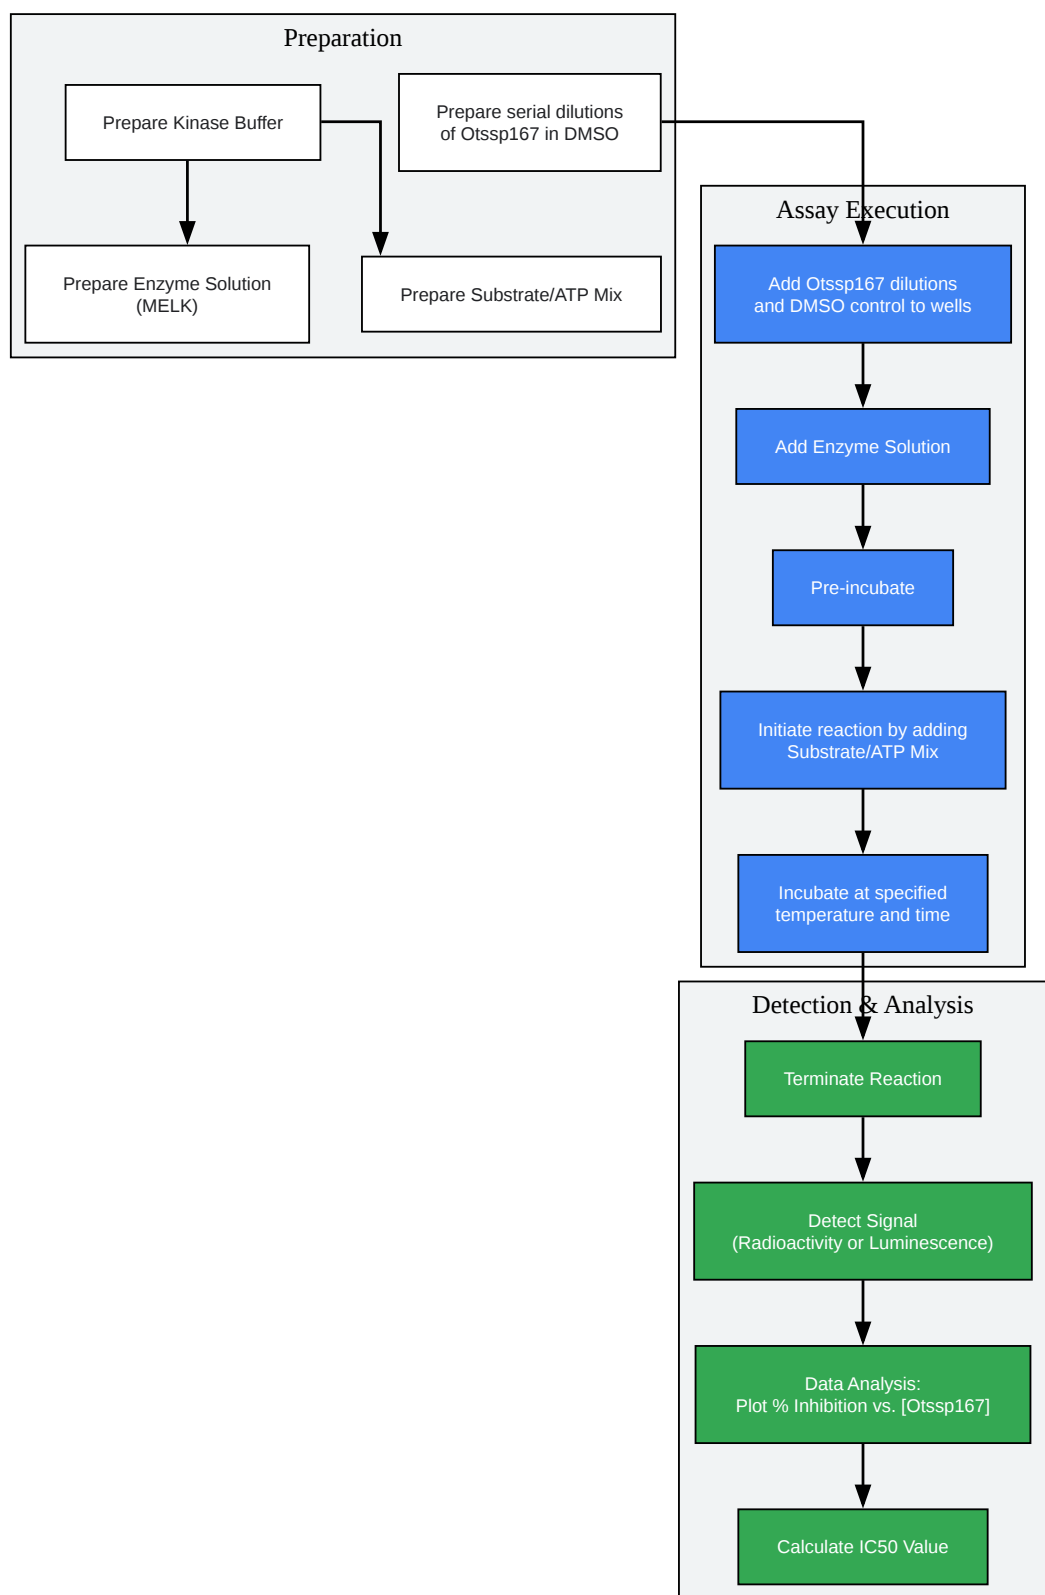 Preparation
Prepare Kinase Buffer
Prepare serial dilutions
of Otssp167 in DMSO
Prepare Enzyme Solution
(MELK)
Prepare Substrate/ATP Mix
Assay Execution
Add Otssp167 dilutions
and DMSO control to wells
Add Enzyme Solution
Pre-incubate
Initiate reaction by adding
Substrate/ATP Mix
Incubate at specified
temperature and time
Detection & Analysis
Terminate Reaction
Detect Signal
(Radioactivity or Luminescence)
Data Analysis:
Plot % Inhibition vs. [Otssp167]
Calculate IC50 Value